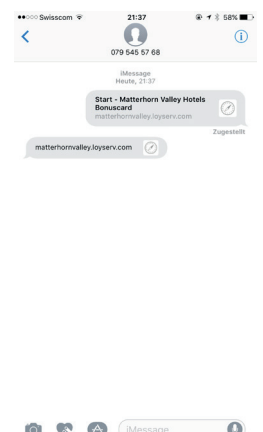 Swisscom 21:37 58%
079 545 57 68
iMessage
Heute, 21:37
Start - Matterhorn Valley Hotels
Bonuscard
matterhornvalley.loyserv.com
Zugestellt
matterhornvalley.loyserv.com
iMessage